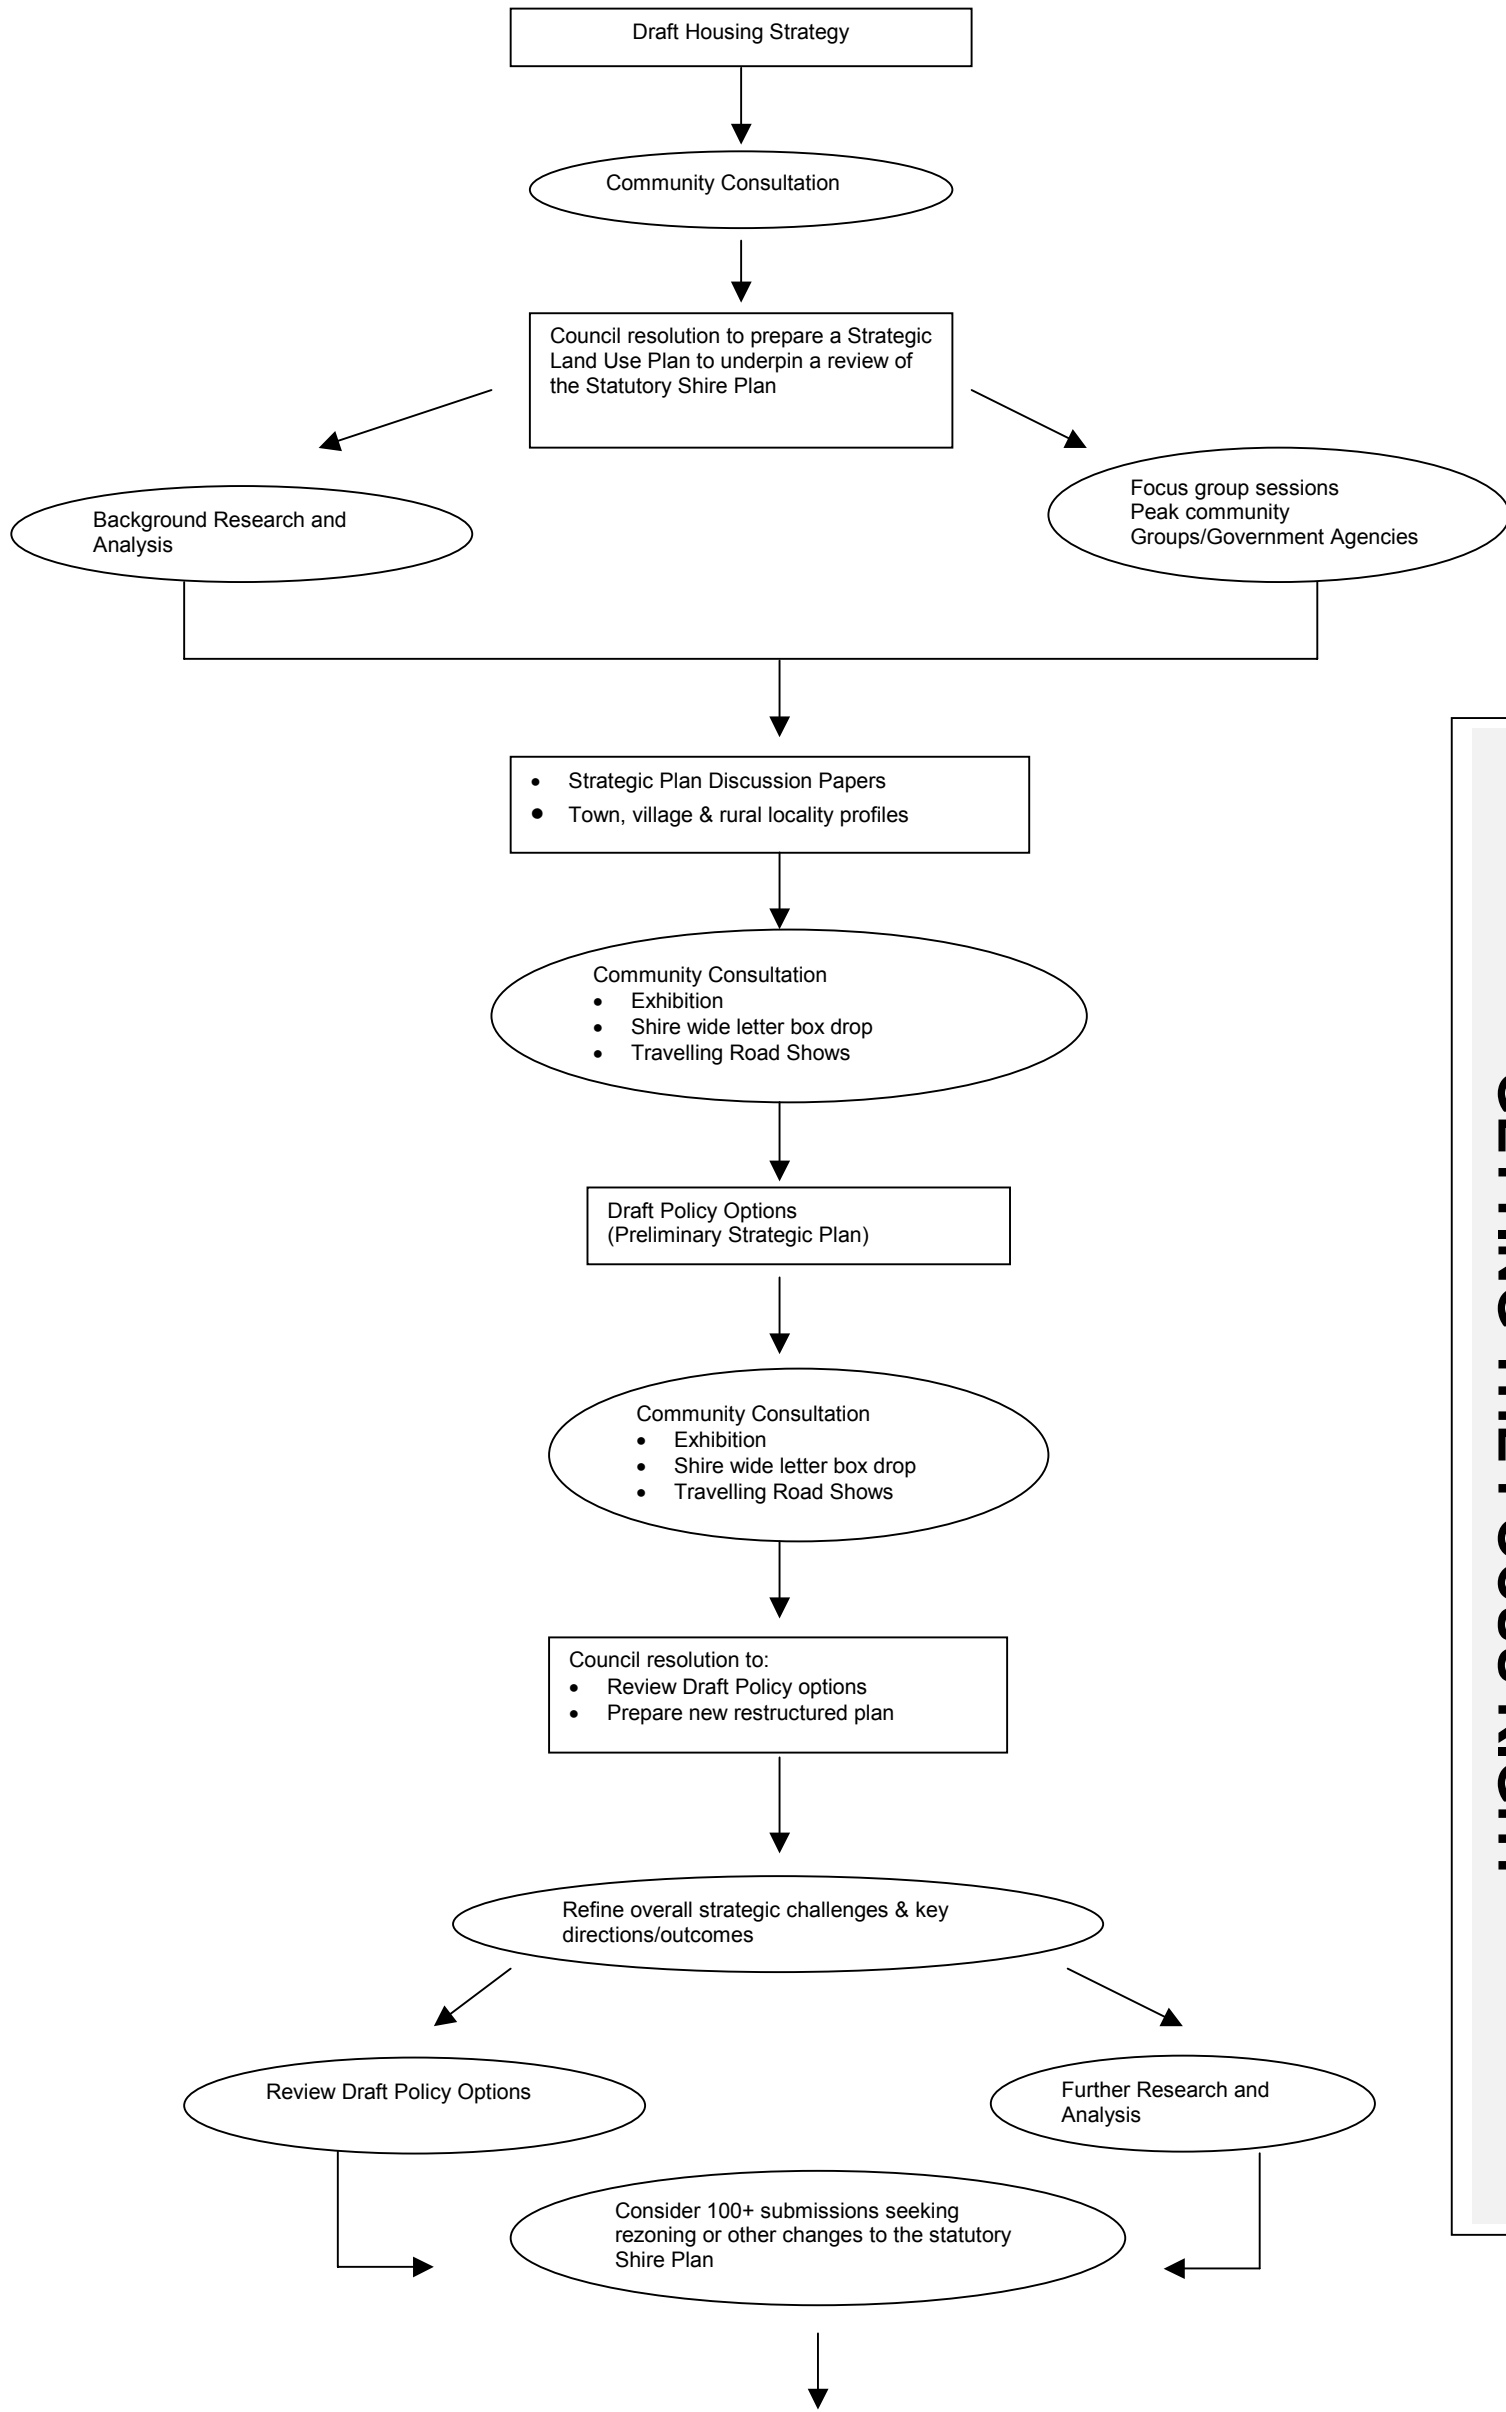 Draft Housing Strategy
Community Consultation
Council resolution to prepare a Strategic
Land Use Plan to underpin a review of
the Statutory Shire Plan
Background Research and
Analysis
Focus group sessions
Peak community
Groups/Government Agencies
• Strategic Plan Discussion Papers
• Town, village & rural locality profiles
Community Consultation
• Exhibition
• Shire wide letter box drop
• Travelling Road Shows
Draft Policy Options
(Preliminary Strategic Plan)
Community Consultation
• Exhibition
• Shire wide letter box drop
• Travelling Road Shows
Council resolution to:
• Review Draft Policy options
• Prepare new restructured plan
Refine overall strategic challenges & key
directions/outcomes
Review Draft Policy Options
Further Research and
Analysis
Consider 100+ submissions seeking
rezoning or other changes to the statutory
Shire Plan